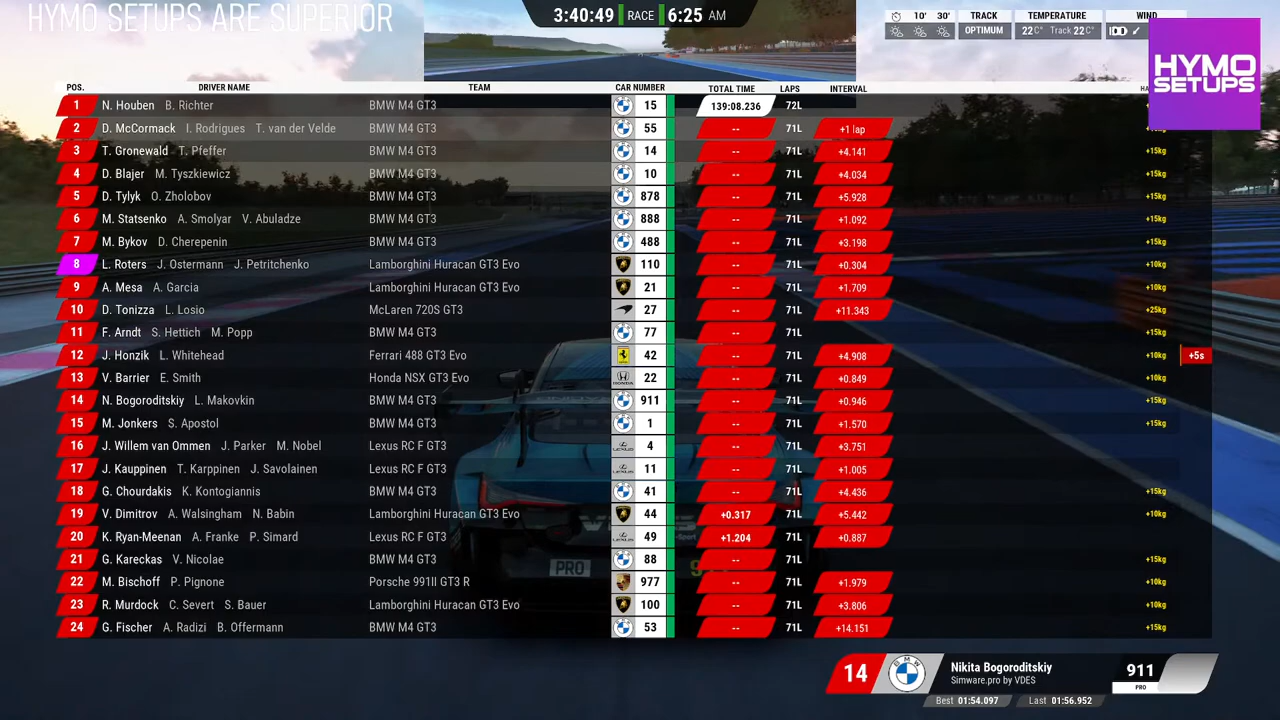 HYMO SETUPS ARE SUPERIOR
3:40:49 RACE 6:25 AM
10' 30' TRACK TEMPERATURE WIND
OPTIMUM 22C° Track 22C°
HYMO
SETUPS
POS. DRIVER NAME TEAM CAR NUMBER TOTAL TIME LAPS INTERVAL
1 N. Houben B. Richter BMW M4 GT3 15 139:08.236 72L
2 D. McCormack I. Rodrigues T. van der Velde BMW M4 GT3 55 -- 71L +1 lap
3 T. Gronewald T. Pfeffer BMW M4 GT3 14 -- 71L +4.141 +15kg
4 D. Blajer M. Tyszkiewicz BMW M4 GT3 10 -- 71L +4.034 +15kg
5 D. Tylyk O. Zholobov BMW M4 GT3 878 -- 71L +5.928 +15kg
6 M. Statsenko A. Smolyar V. Abuladze BMW M4 GT3 888 -- 71L +1.092 +15kg
7 M. Bykov D. Cherepenin BMW M4 GT3 488 -- 71L +3.198 +15kg
8 L. Roters J. Ostermann J. Petritchenko Lamborghini Huracan GT3 Evo 110 -- 71L +0.304 +10kg
9 A. Mesa A. Garcia Lamborghini Huracan GT3 Evo 21 -- 71L +1.709 +10kg
10 D. Tonizza L. Losio McLaren 720S GT3 27 -- 71L +11.343 +25kg
11 F. Arndt S. Hettich M. Popp BMW M4 GT3 77 -- 71L +15kg
12 J. Honzik L. Whitehead Ferrari 488 GT3 Evo 42 -- 71L +4.908 +10kg +5s
13 V. Barrier E. Smith Honda NSX GT3 Evo 22 -- 71L +0.849 +10kg
14 N. Bogoroditskiy L. Makovkin BMW M4 GT3 911 -- 71L +0.946 +15kg
15 M. Jonkers S. Apostol BMW M4 GT3 1 -- 71L +1.570 +15kg
16 J. Willem van Ommen J. Parker M. Nobel Lexus RC F GT3 4 -- 71L +3.751
17 J. Kauppinen T. Karppinen J. Savolainen Lexus RC F GT3 11 -- 71L +1.005
18 G. Chourdakis K. Kontogiannis BMW M4 GT3 41 -- 71L +4.436 +15kg
19 V. Dimitrov A. Walsingham N. Babin Lamborghini Huracan GT3 Evo 44 +0.317 71L +5.442 +10kg
20 K. Ryan-Meenan A. Franke P. Simard Lexus RC F GT3 49 +1.204 71L +0.887
21 G. Kareckas V. Nicolae BMW M4 GT3 88 -- 71L +15kg
22 M. Bischoff P. Pignone Porsche 991II GT3 R 977 -- 71L +1.979 +10kg
23 R. Murdock C. Severt S. Bauer Lamborghini Huracan GT3 Evo 100 -- 71L +3.806 +10kg
24 G. Fischer A. Radizi B. Offermann BMW M4 GT3 53 -- 71L +14.151 +15kg
PRO
14 BMW Nikita Bogoroditskiy 911
Simware.pro by VDES PRO
Best 01:54.097 Last 01:56.952